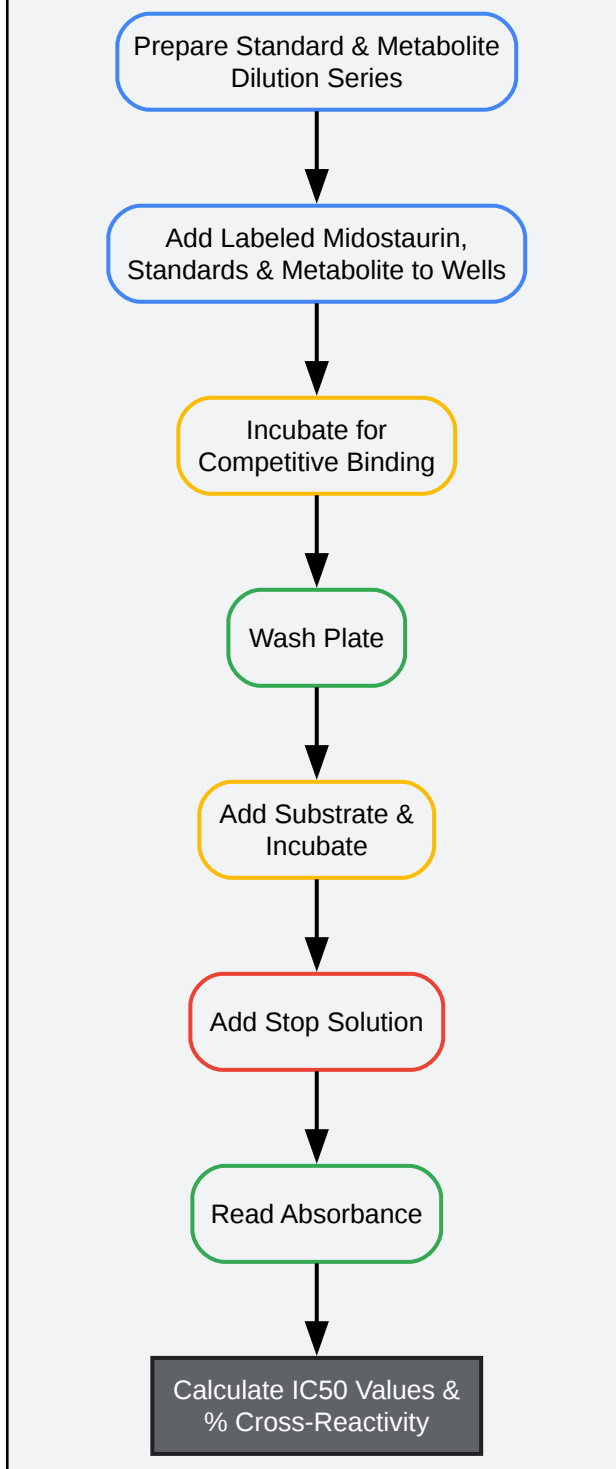 Prepare Standard & Metabolite
Dilution Series
Add Labeled Midostaurin,
Standards & Metabolite to Wells
Incubate for
Competitive Binding
Wash Plate
Add Substrate &
Incubate
Add Stop Solution
Read Absorbance
Calculate IC50 Values &
% Cross-Reactivity